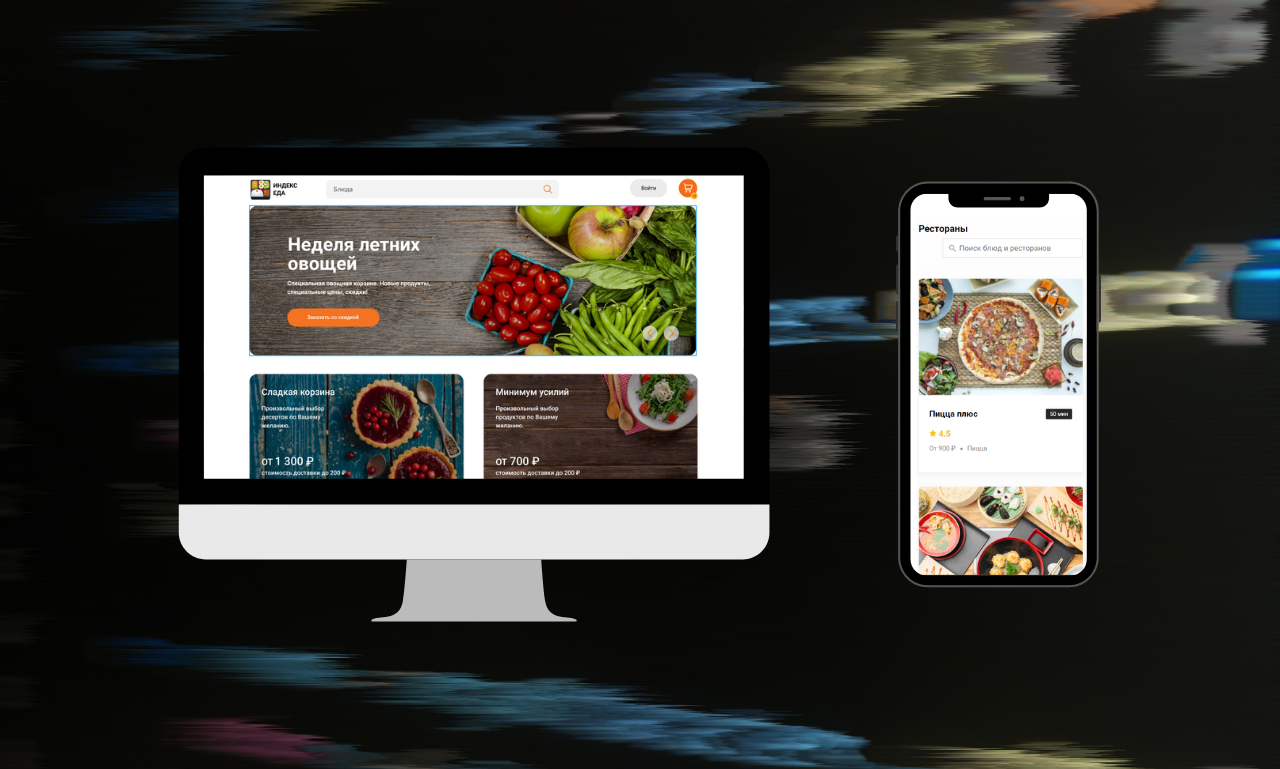 ИНДЕКС
ЕДА
Блюда
Войти
Неделя летних
овощей
Специальная овощная корзина. Новые продукты,
специальные цены, скидки!
Заказать со скидкой
Сладкая корзина
Произвольный выбор
десертов по Вашему
желанию.
от 1 300 ₽
стоимость доставки до 200 ₽
Минимум усилий
Произвольный выбор
продуктов по Вашему
желанию.
от 700 ₽
стоимость доставки до 200 ₽
Рестораны
Поиск блюд и ресторанов
Пицца плюс
50 мин
4.5
От 900 ₽ • Пицца